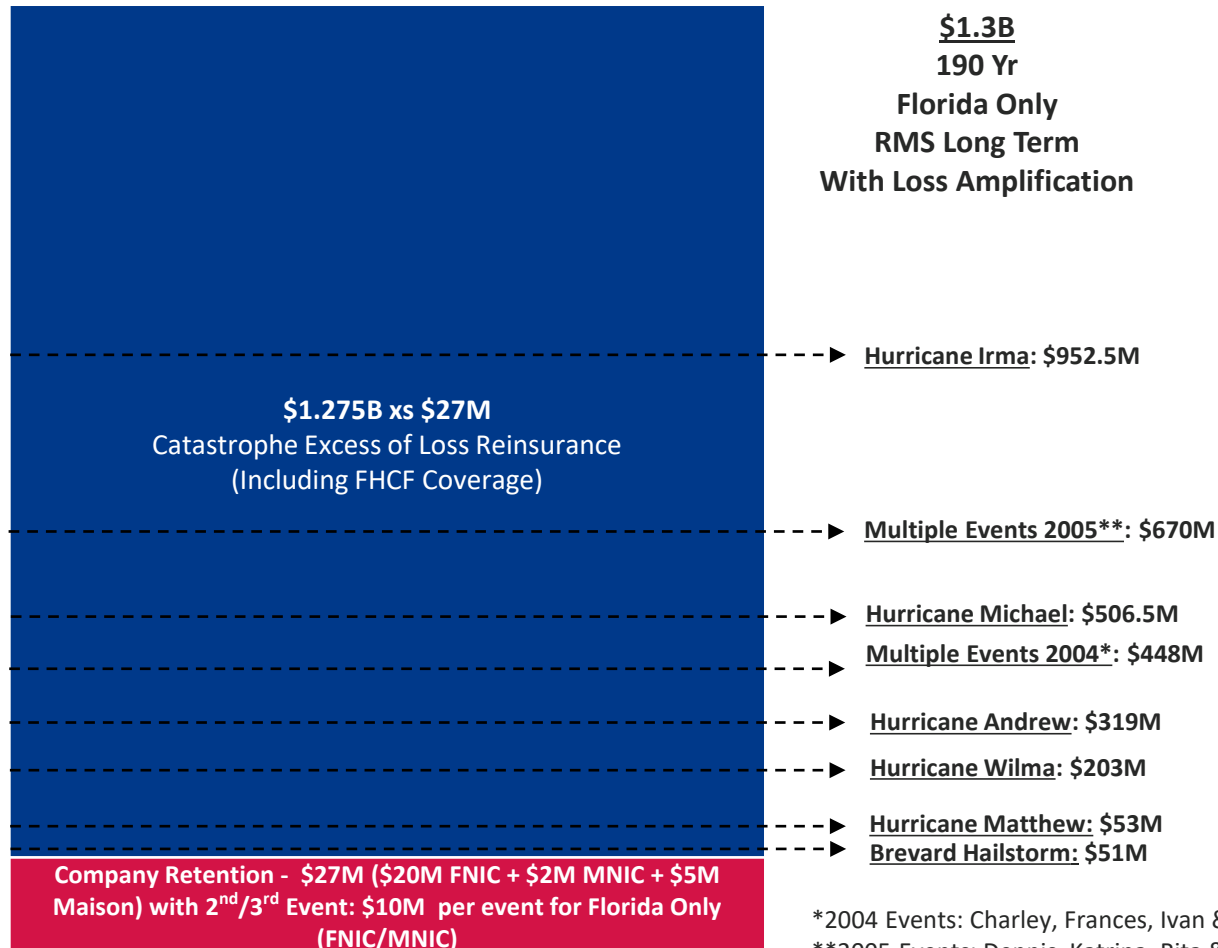 $1.3B
190 Yr
Florida Only
RMS Long Term
With Loss Amplification
Hurricane Irma: $952.5M
$1.275B xs $27M
Catastrophe Excess of Loss Reinsurance
(Including FHCF Coverage)
Multiple Events 2005**: $670M
Hurricane Michael: $506.5M
Multiple Events 2004*: $448M
Hurricane Andrew: $319M
Hurricane Wilma: $203M
Hurricane Matthew: $53M
Brevard Hailstorm: $51M
Company Retention - $27M ($20M FNIC + $2M MNIC + $5M
Maison) with 2nd/3rd Event: $10M per event for Florida Only
(FNIC/MNIC)
*2004 Events: Charley, Frances, Ivan &
**2005 Events: Dennis, Katrina, Rita &